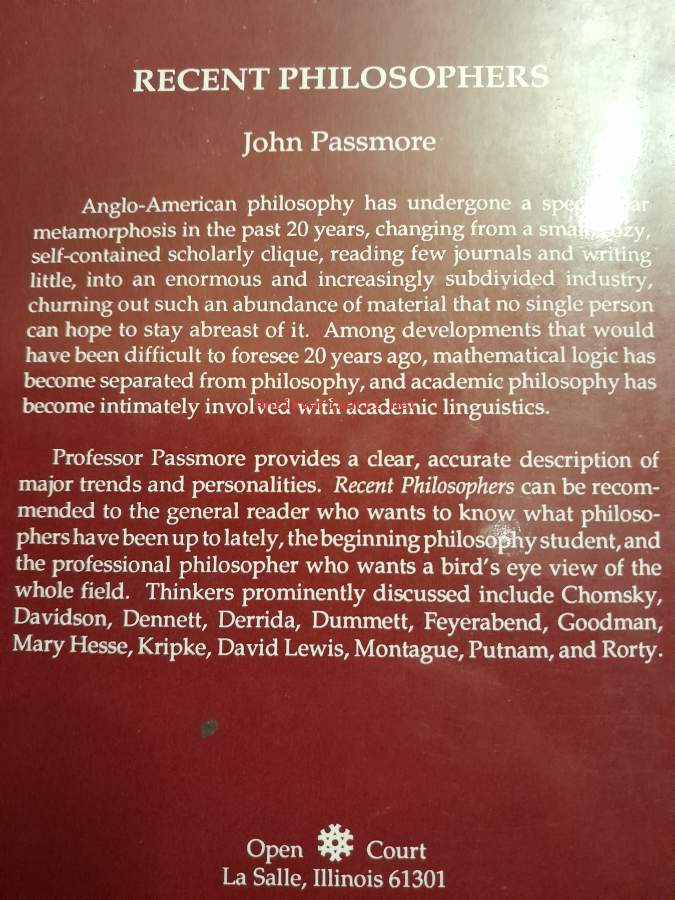 RECENT PHILOSOPHERS
John Passmore
Anglo-American philosophy has undergone a
metamorphosis in the past 20 years, changing from a small,
self-contained scholarly clique, reading few journals and writing
little, into an enormous and increasingly subdivided industry,
churning out such an abundance of material that no single person
can hope to stay abreast of it. Among developments that would
have been difficult to foresee 20 years ago, mathematical logic has
become separated from philosophy, and academic philosophy has
become intimately involved with academic linguistics.
Professor Passmore provides a clear, accurate description of
major trends and personalities. Recent Philosophers can be recom-
mended to the general reader who wants to know what philoso-
phers have been up to lately, the beginning philosophy student, and
the professional philosopher who wants a bird's eye view of the
whole field. Thinkers prominently discussed include Chomsky,
Davidson, Dennett, Derrida, Dummett, Feyerabend, Goodman,
Mary Hesse, Kripke, David Lewis, Montague, Putnam, and Rorty.
Open Court
La Salle, Illinois 61301